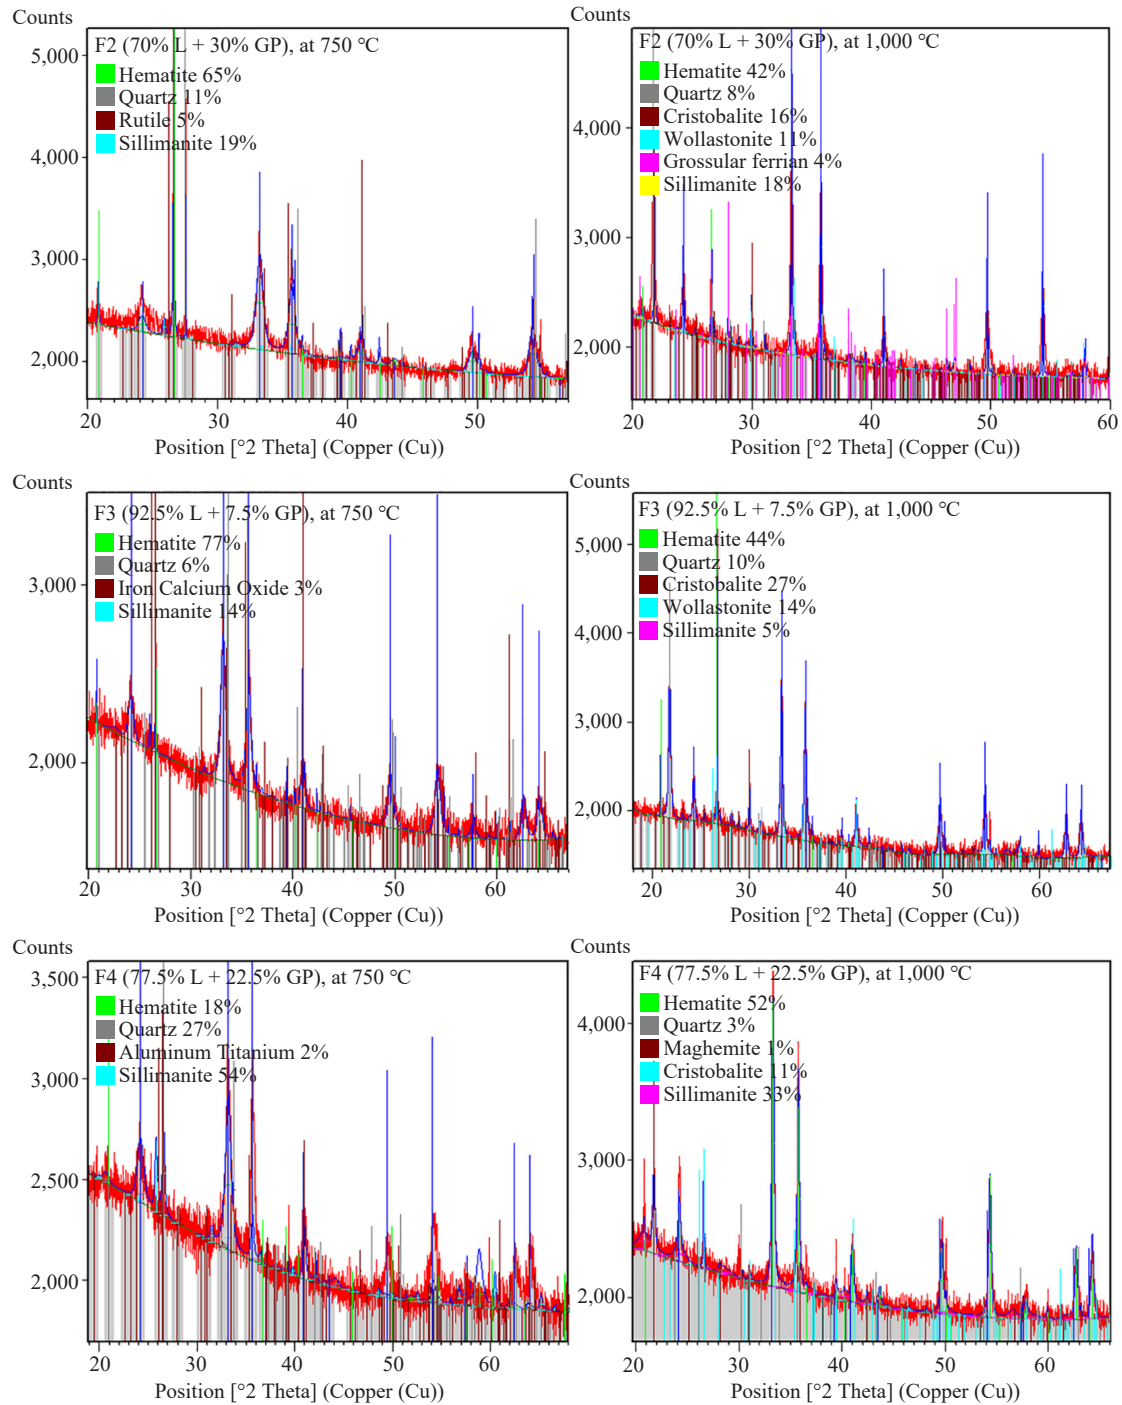 Counts
F2 (70% L + 30% GP), at 750 °C
Hematite 65%
Quartz 11%
Rutile 5%
Sillimanite 19%
5,000
4,000
3,000
2,000
20 30 40 50
Position [°2 Theta] (Copper (Cu))
Counts
F2 (70% L + 30% GP), at 1,000 °C
Hematite 42%
Quartz 8%
Cristobalite 16%
Wollastonite 11%
Grossular ferrian 4%
Sillimanite 18%
4,000
3,000
2,000
20 30 40 50 60
Position [°2 Theta] (Copper (Cu))
Counts
F3 (92.5% L + 7.5% GP), at 750 °C
Hematite 77%
Quartz 6%
Iron Calcium Oxide 3%
Sillimanite 14%
3,000
2,000
20 30 40 50 60
Position [°2 Theta] (Copper (Cu))
Counts
F3 (92.5% L + 7.5% GP), at 1,000 °C
Hematite 44%
Quartz 10%
Cristobalite 27%
Wollastonite 14%
Sillimanite 5%
5,000
4,000
3,000
2,000
20 30 40 50 60
Position [°2 Theta] (Copper (Cu))
Counts
F4 (77.5% L + 22.5% GP), at 750 °C
Hematite 18%
Quartz 27%
Aluminum Titanium 2%
Sillimanite 54%
3,500
3,000
2,500
2,000
20 30 40 50 60
Position [°2 Theta] (Copper (Cu))
Counts
F4 (77.5% L + 22.5% GP), at 1,000 °C
Hematite 52%
Quartz 3%
Maghemite 1%
Cristobalite 11%
Sillimanite 33%
4,000
3,000
2,000
20 30 40 50 60
Position [°2 Theta] (Copper (Cu))